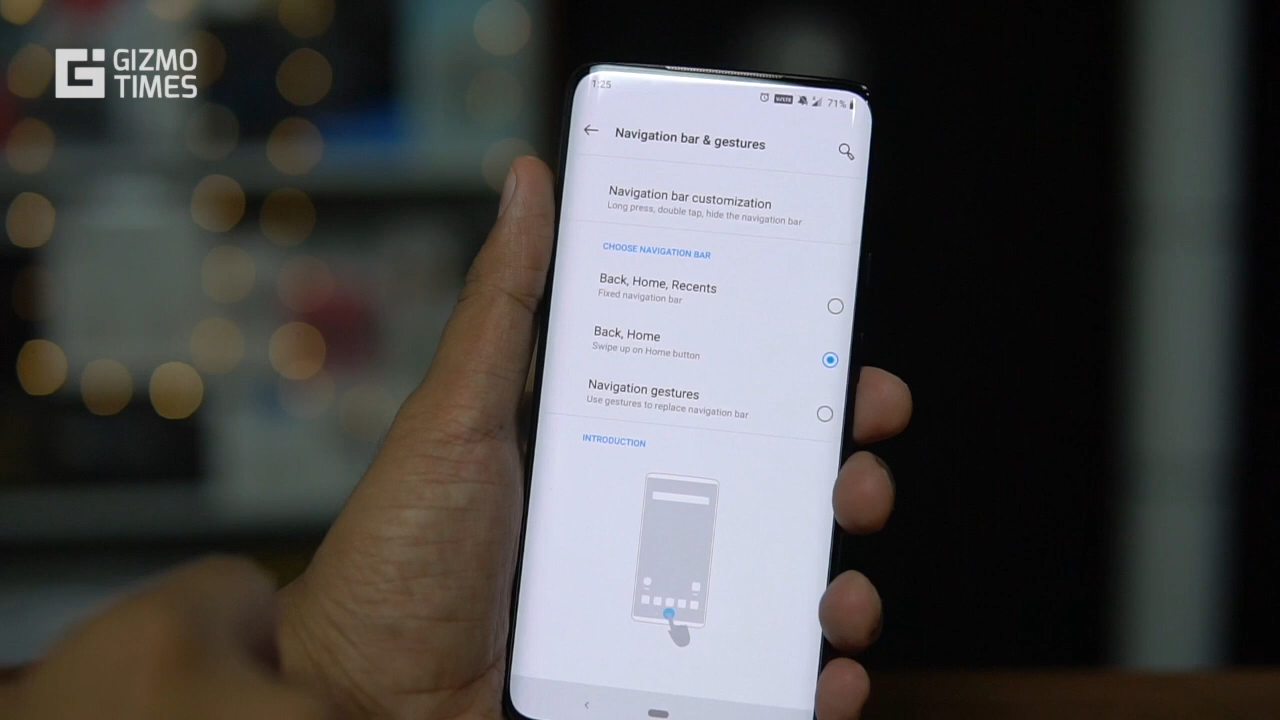 GIZMO
TIMES
1:25
VoLTE
71%
Navigation bar & gestures
Navigation bar customization
Long press, double tap, hide the navigation bar
CHOOSE NAVIGATION BAR
Back, Home, Recents
Fixed navigation bar
Back, Home
Swipe up on Home button
Navigation gestures
Use gestures to replace navigation bar
INTRODUCTION